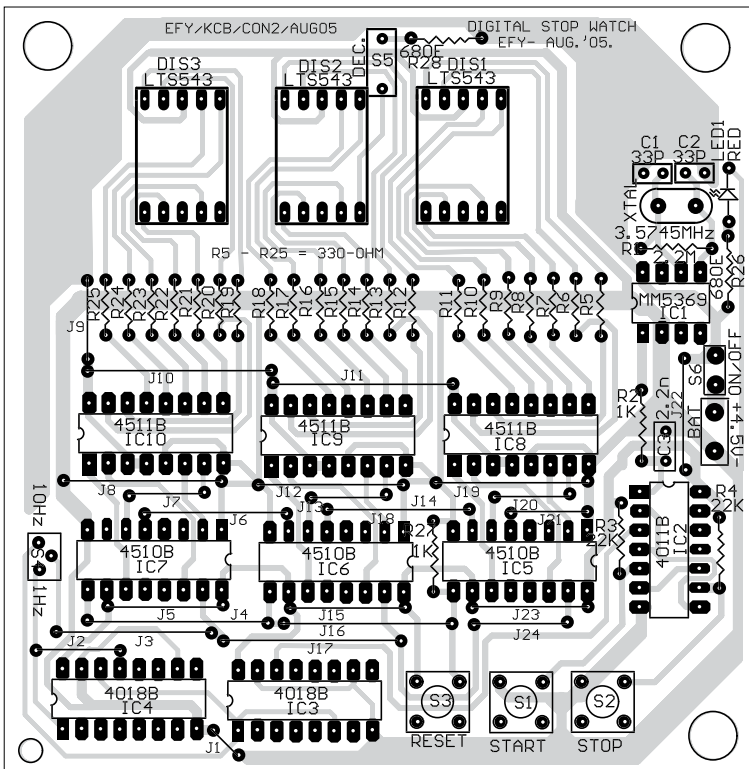 EFY/KCB/CON2/AUG05
DIGITAL STOP WATCH
EFY- AUG.'05.
DEC.
S5
680E
R28
DIS3
LTS543
DIS2
LTS543
DIS1
LTS543
C1
33P
C2
33P
LED1
RED
XTAL
3.5745MHz
R1
2.2M
680E
R26
R5 - R25 = 330-OHM
R25
R24
R23
R22
R21
R20
R19
R18
R17
R16
R15
R14
R13
R12
R11
R10
R9
R8
R7
R6
R5
MM5369
IC1
J9
J10
J11
S6
ON/OFF
BAT
+4.5V-
J22
R2
1K
C3
2.2n
4511B
IC10
4511B
IC9
4511B
IC8
J8
J7
J6
J12
J13
J14
J18
J19
J20
J21
10Hz
S4
1Hz
4510B
IC7
4510B
IC6
4510B
IC5
R27
1K
R3
22K
4011B
IC2
R4
22K
J5
J4
J15
J23
J2
J3
J16
J24
J17
4018B
IC4
4018B
IC3
J1
S3
RESET
S1
START
S2
STOP